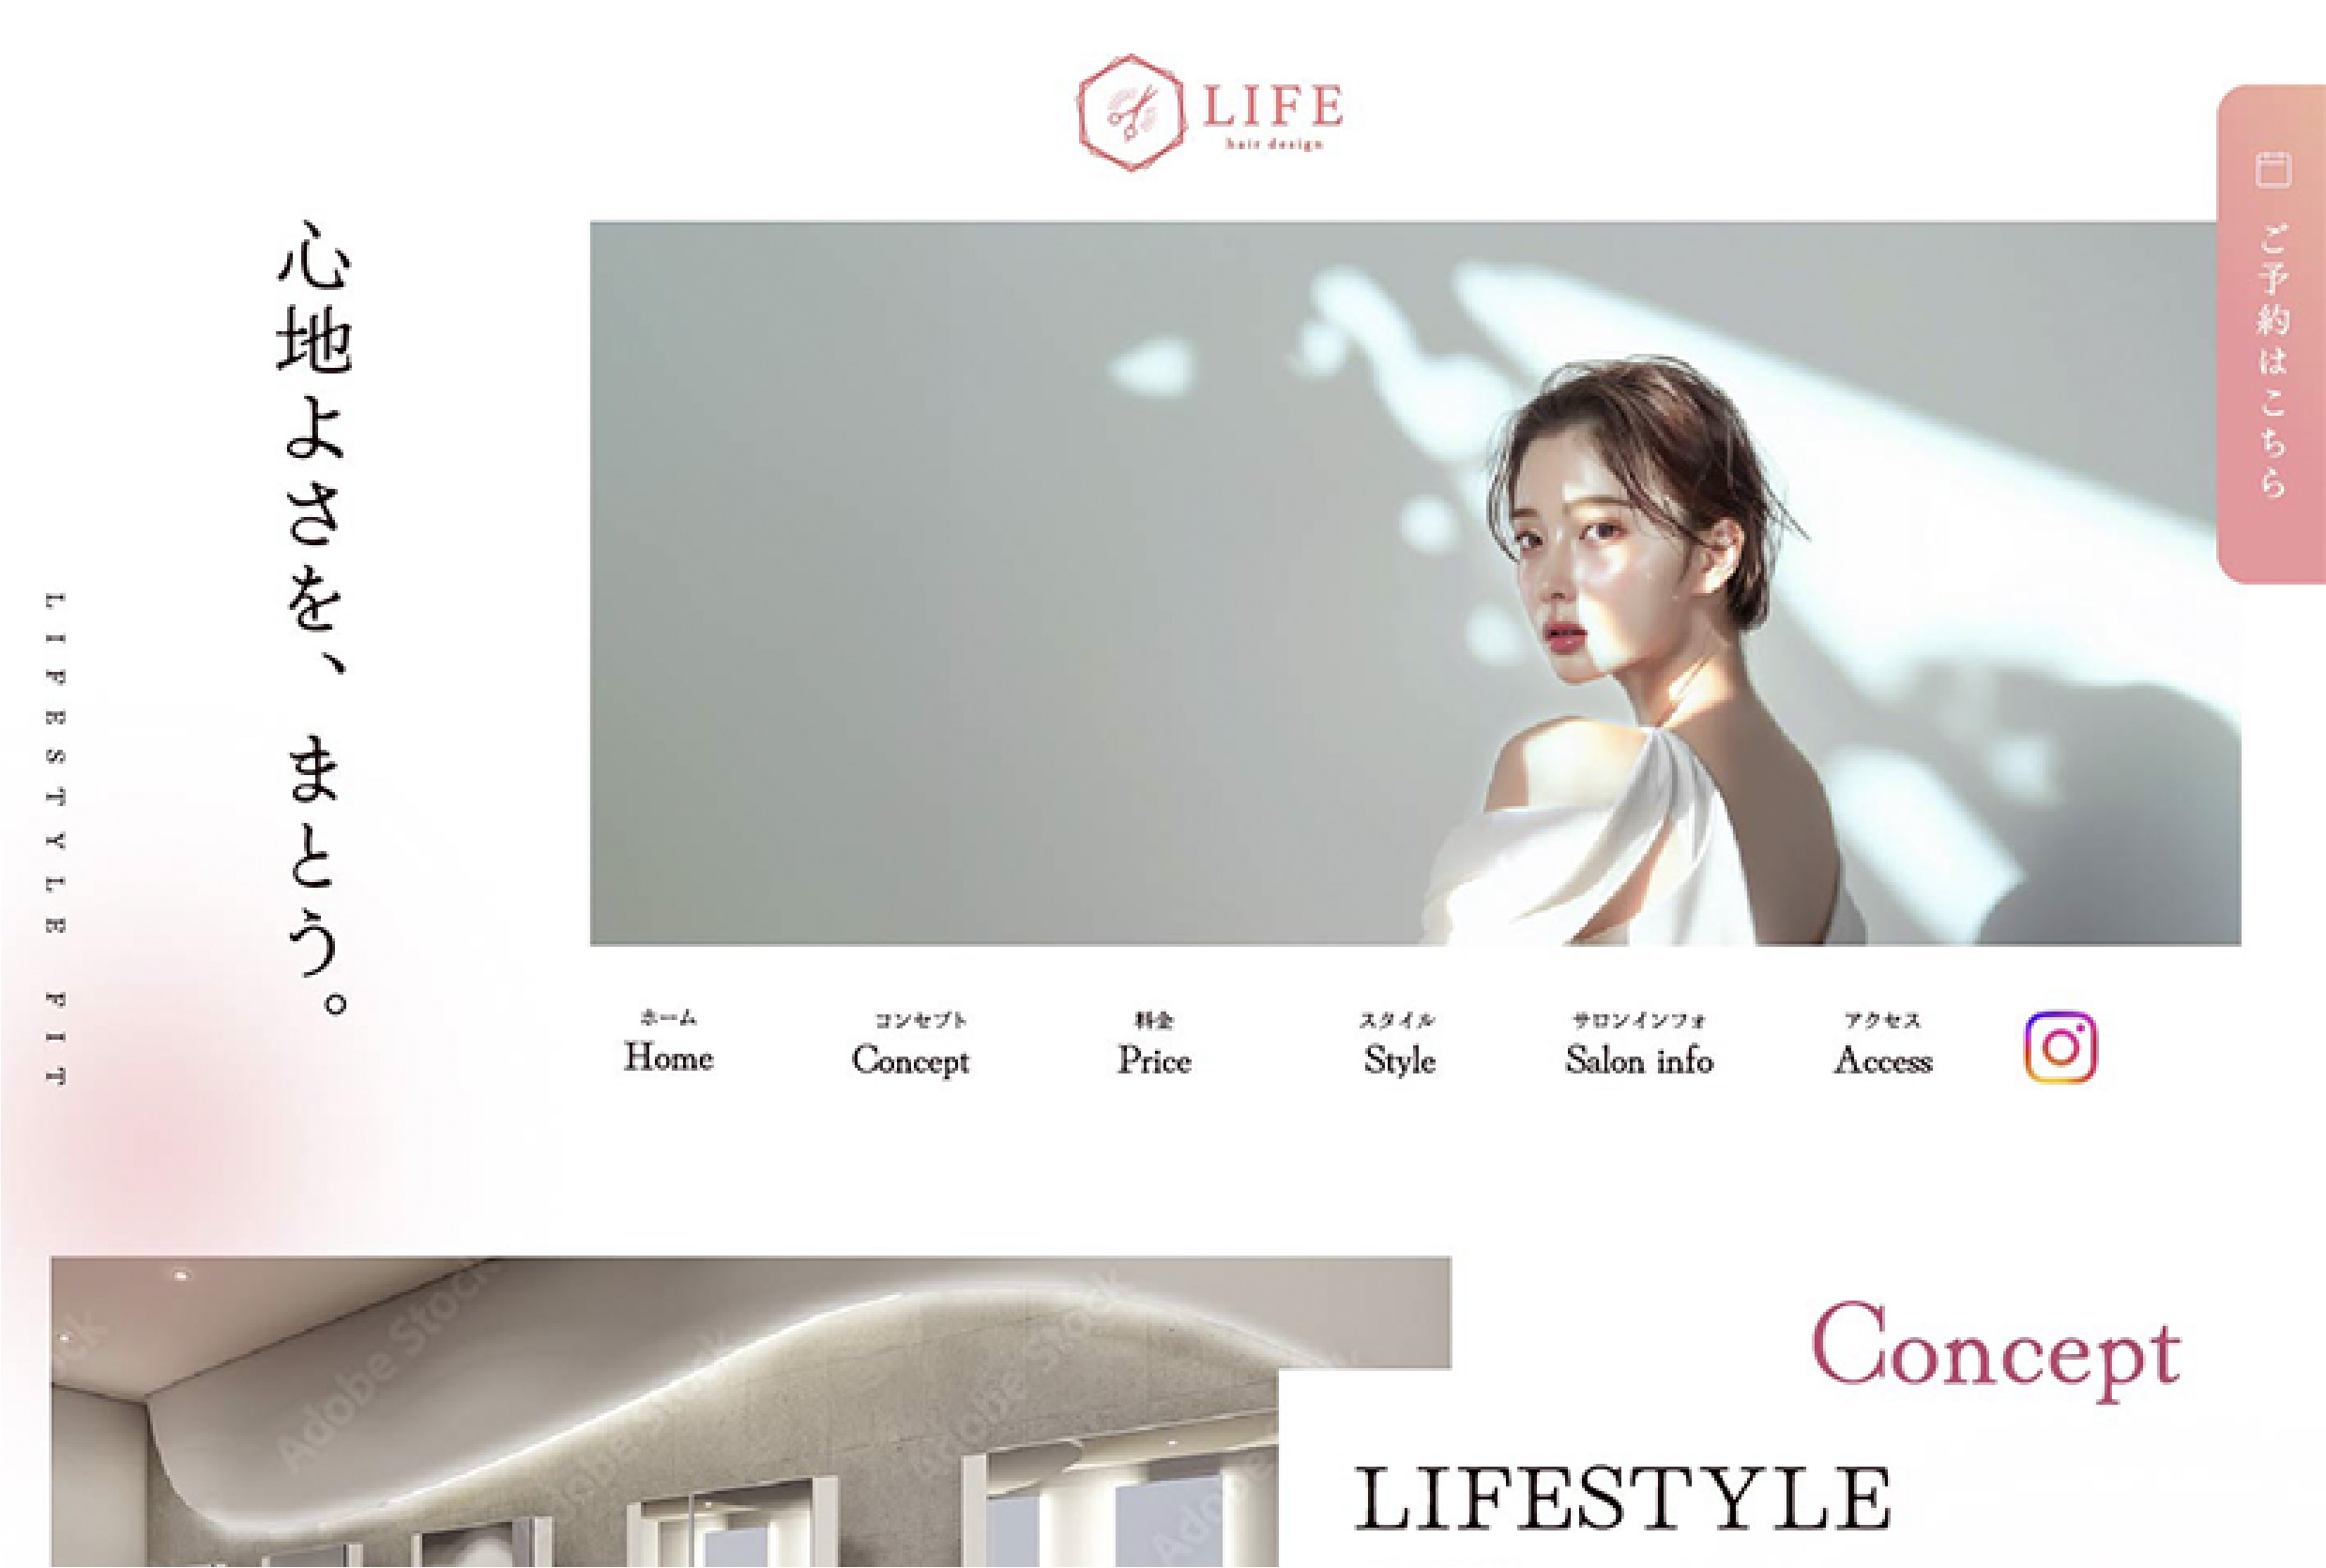 LIFE
hair design
ご予約はこちら
心地よさを、まとう。
LIFESTYLE FIT
ホーム
Home
コンセプト
Concept
料金
Price
スタイル
Style
サロンインフォ
Salon info
アクセス
Access
Adobe Stock
Adobe Stock
Concept
LIFESTYLE